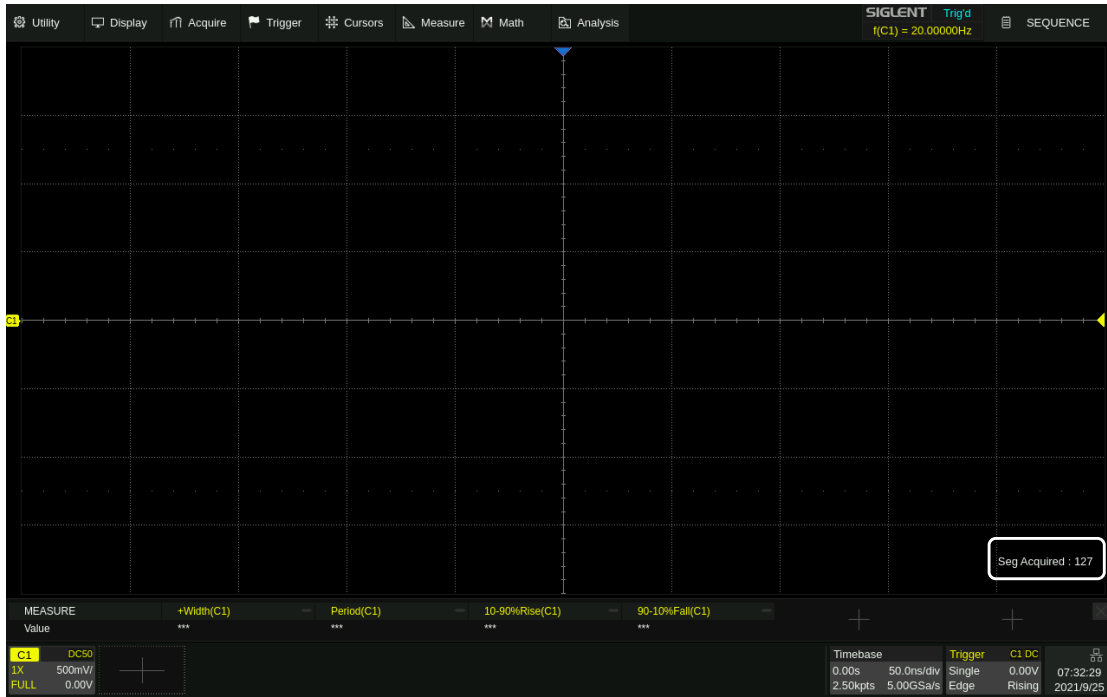 Utility Display Acquire Trigger Cursors Measure Math Analysis SIGLENT Trig'd SEQUENCE
f(C1) = 20.00000Hz
C1
Seg Acquired : 127
MEASURE +Width(C1) Period(C1) 10-90%Rise(C1) 90-10%Fall(C1)
Value *** *** *** ***
C1 DC50 Timebase Trigger C1 DC
1X 500mV/ 0.00s 50.0ns/div Single 0.00V 07:32:29
FULL 0.00V 2.50kpts 5.00GSa/s Edge Rising 2021/9/25